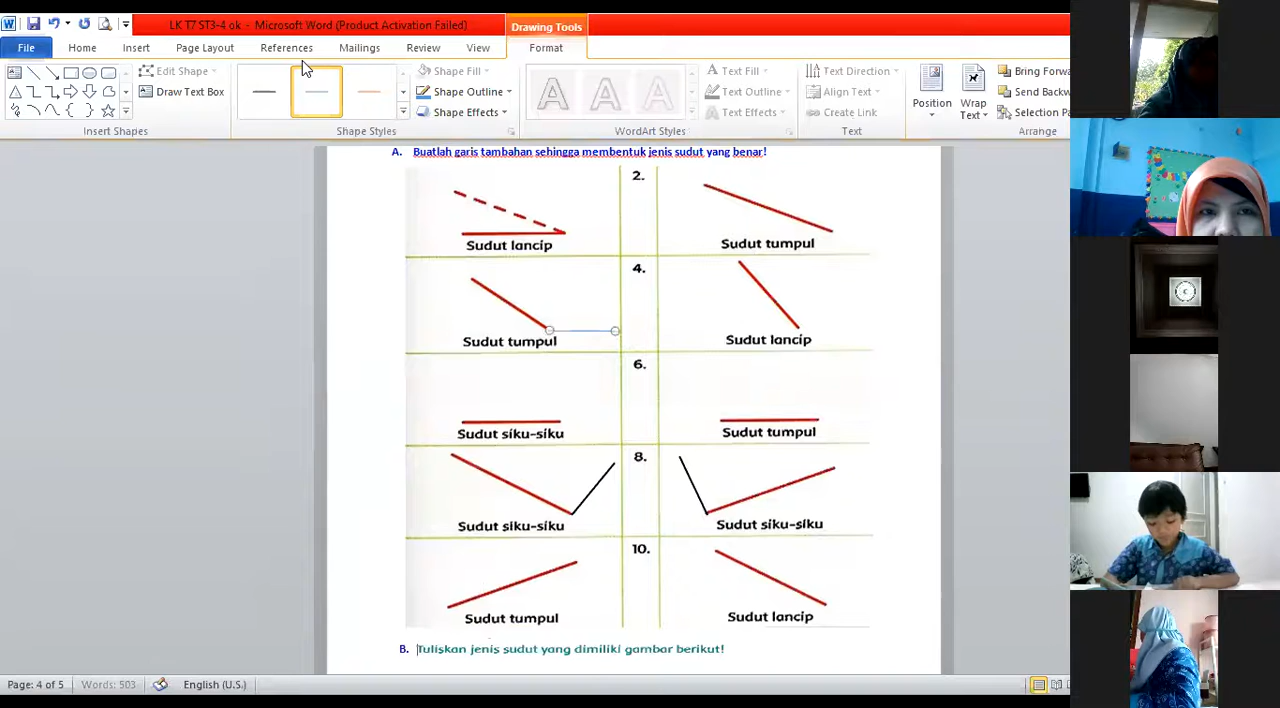 LK T7 ST3-4 ok - Microsoft Word (Product Activation Failed)
Drawing Tools
File Home Insert Page Layout References Mailings Review View Format
Edit Shape
Draw Text Box
Insert Shapes
Shape Fill
Shape Outline
Shape Effects
Shape Styles
A A A
WordArt Styles
Text Fill
Text Outline
Text Effects
Text Direction
Align Text
Create Link
Text
Position
Wrap
Text
Bring Forw
Send Backw
Selection P
Arrange
A. Buatlah garis tambahan sehingga membentuk jenis sudut yang benar!
2.
Sudut lancip Sudut tumpul
4.
Sudut tumpul Sudut lancip
6.
Sudut siku-siku Sudut tumpul
8.
Sudut siku-siku Sudut siku-siku
10.
Sudut tumpul Sudut lancip
B. Tuliskan jenis sudut yang dimiliki gambar berikut!
Page: 4 of 5 Words: 503 English (U.S.)